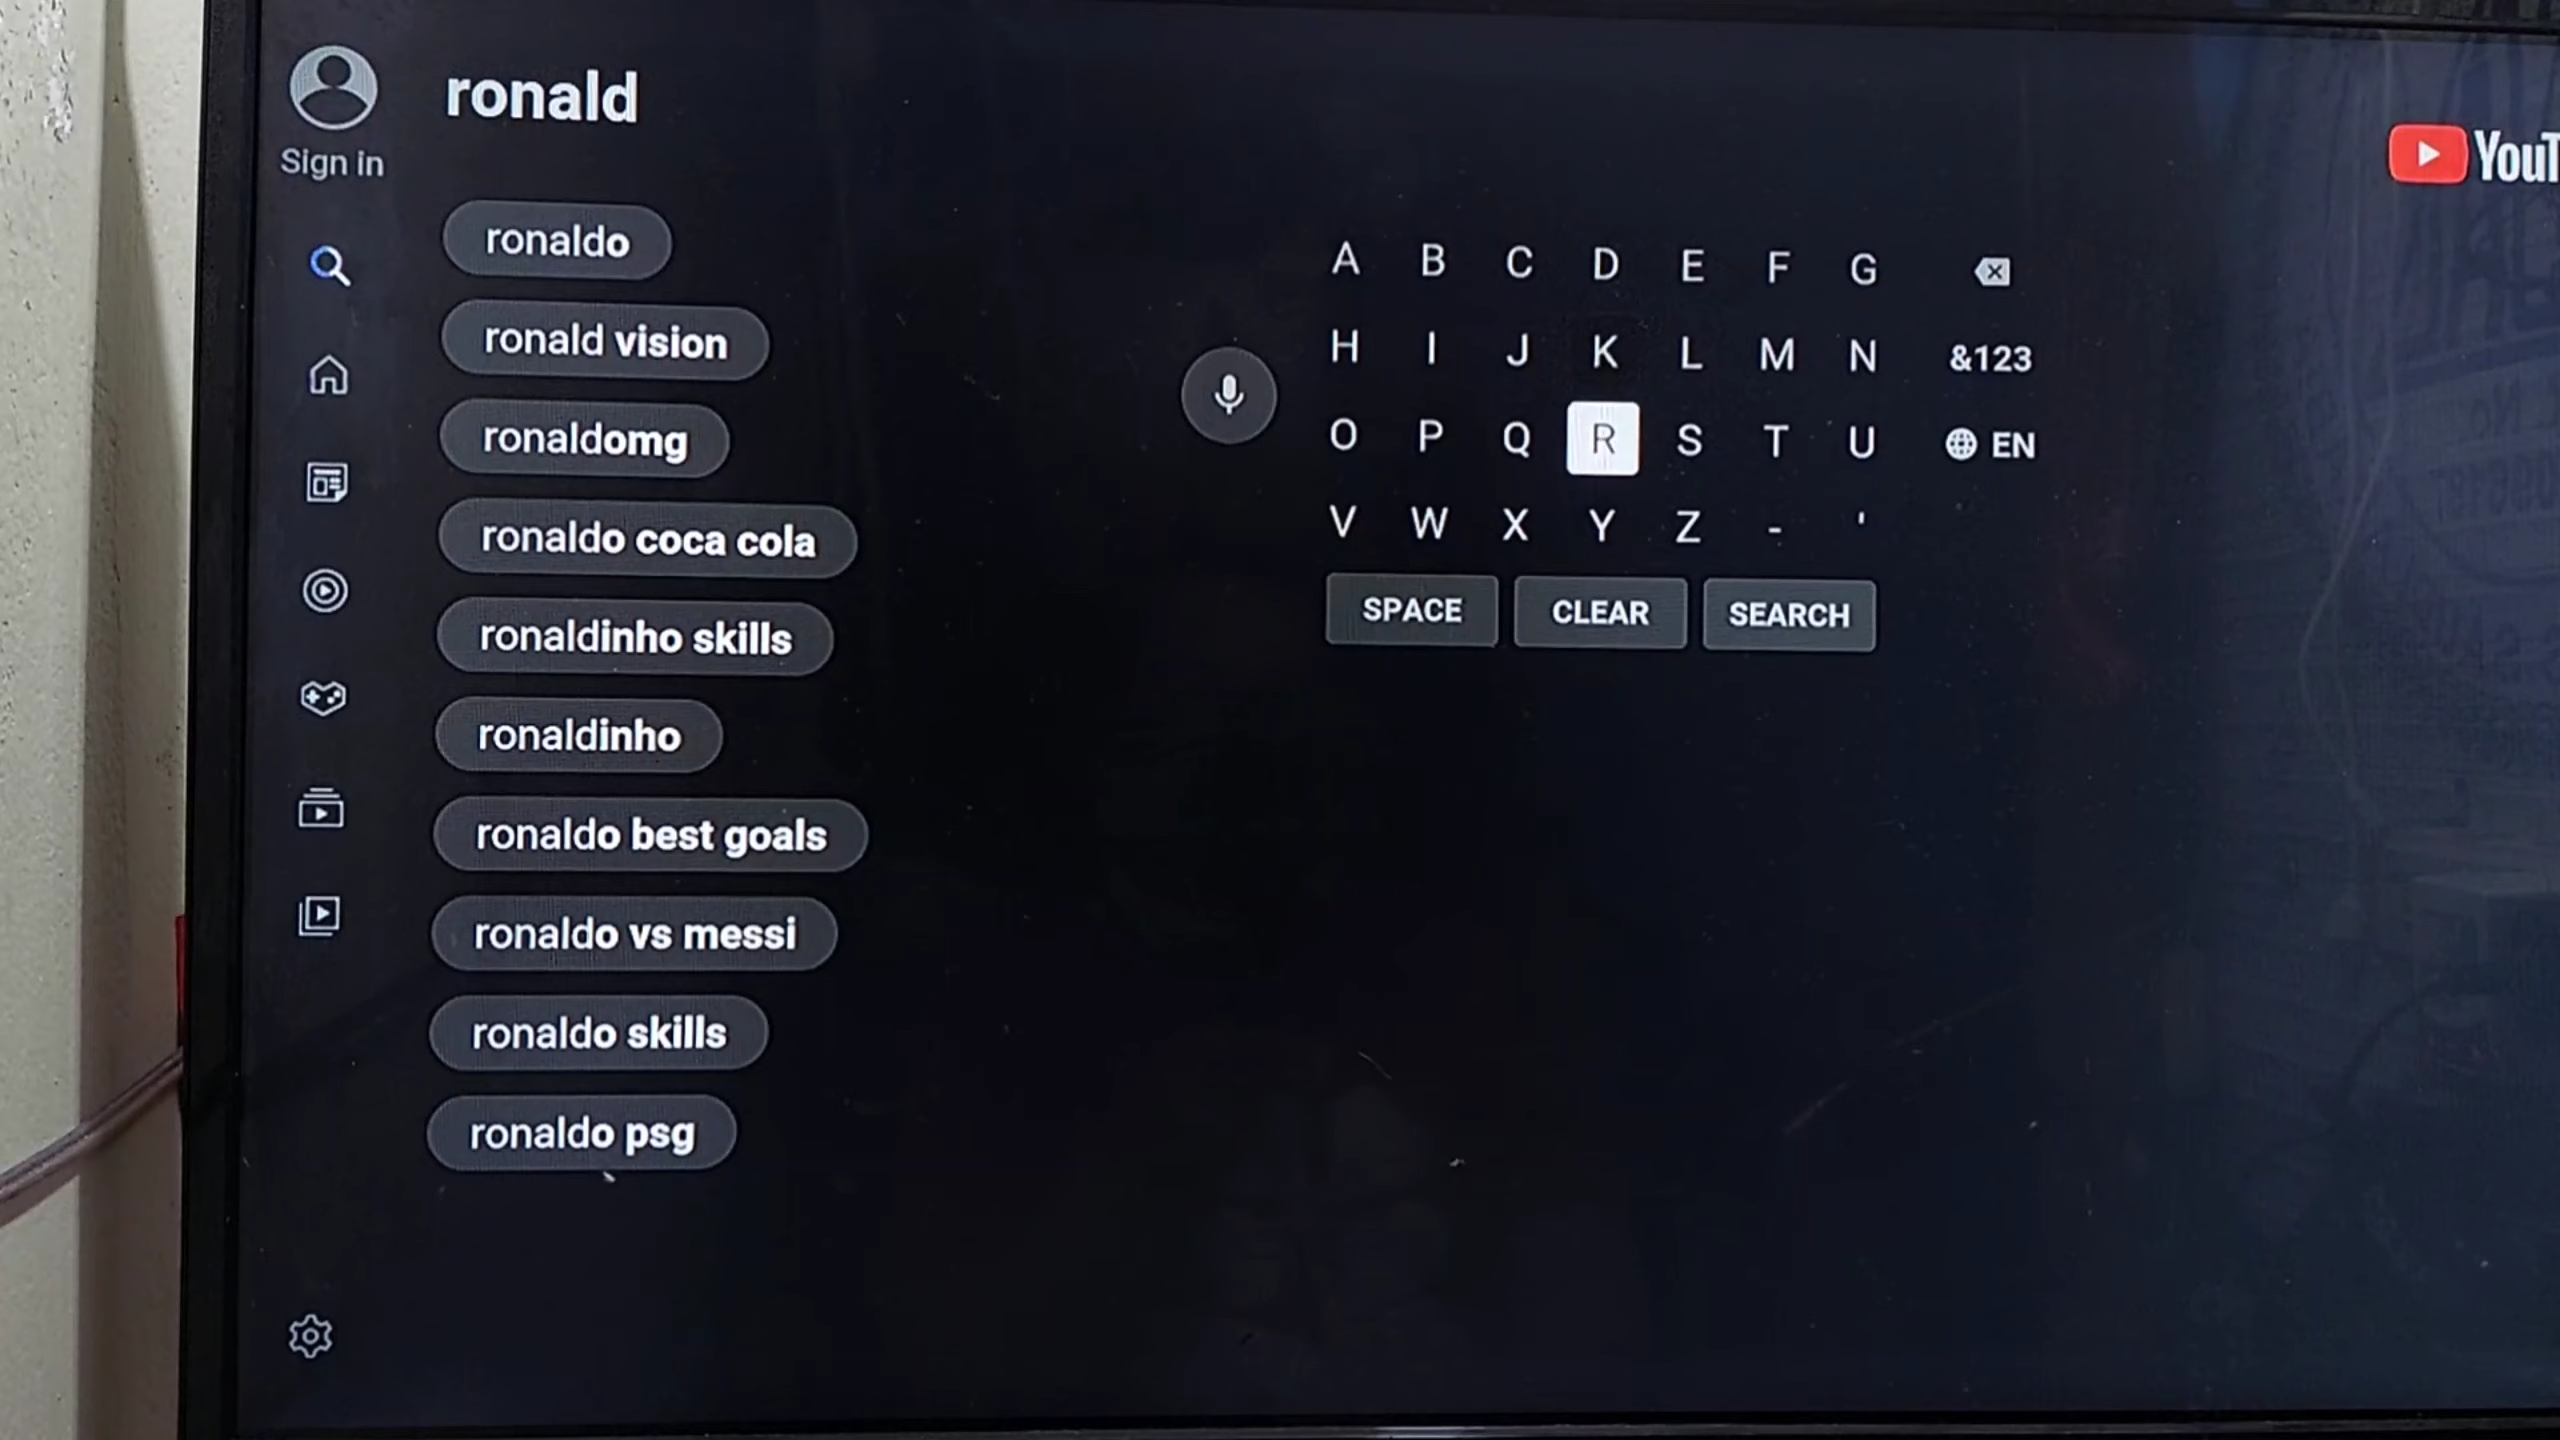 ronald
Sign in
ronaldo
ronald vision
ronaldomg
ronaldo coca cola
ronaldinho skills
ronaldinho
ronaldo best goals
ronaldo vs messi
ronaldo skills
ronaldo psg
A B C D E F G
H I J K L M N &123
O P Q R S T U EN
V W X Y Z - '
SPACE CLEAR SEARCH
YouT